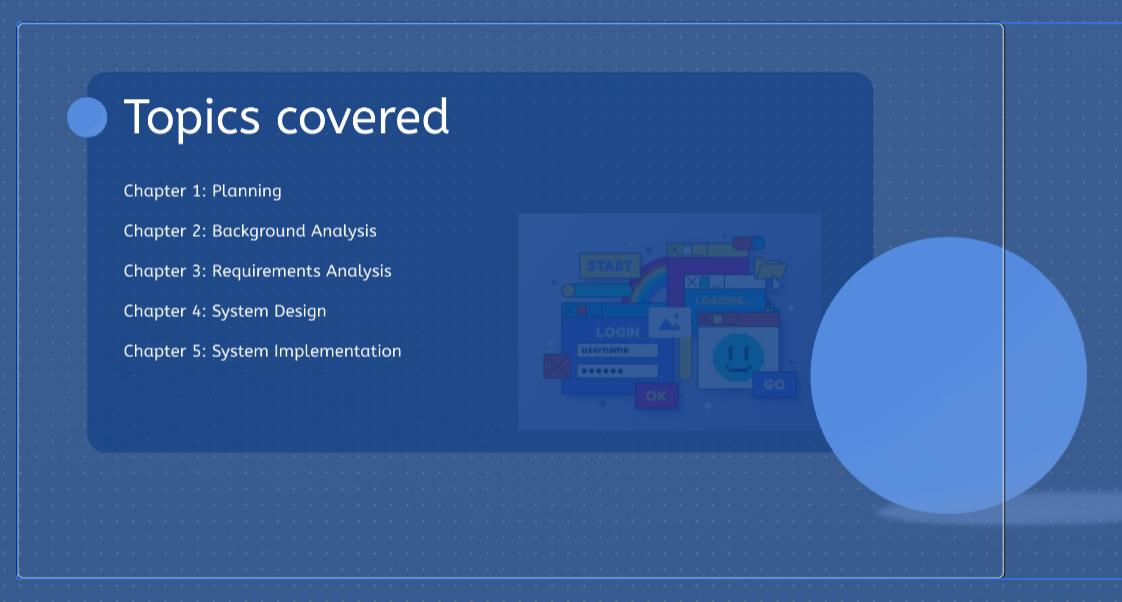 Topics covered
Chapter 1: Planning
Chapter 2: Background Analysis
Chapter 3: Requirements Analysis
Chapter 4: System Design
Chapter 5: System Implementation
START
LOADING...
LOGIN
username
GO
OK